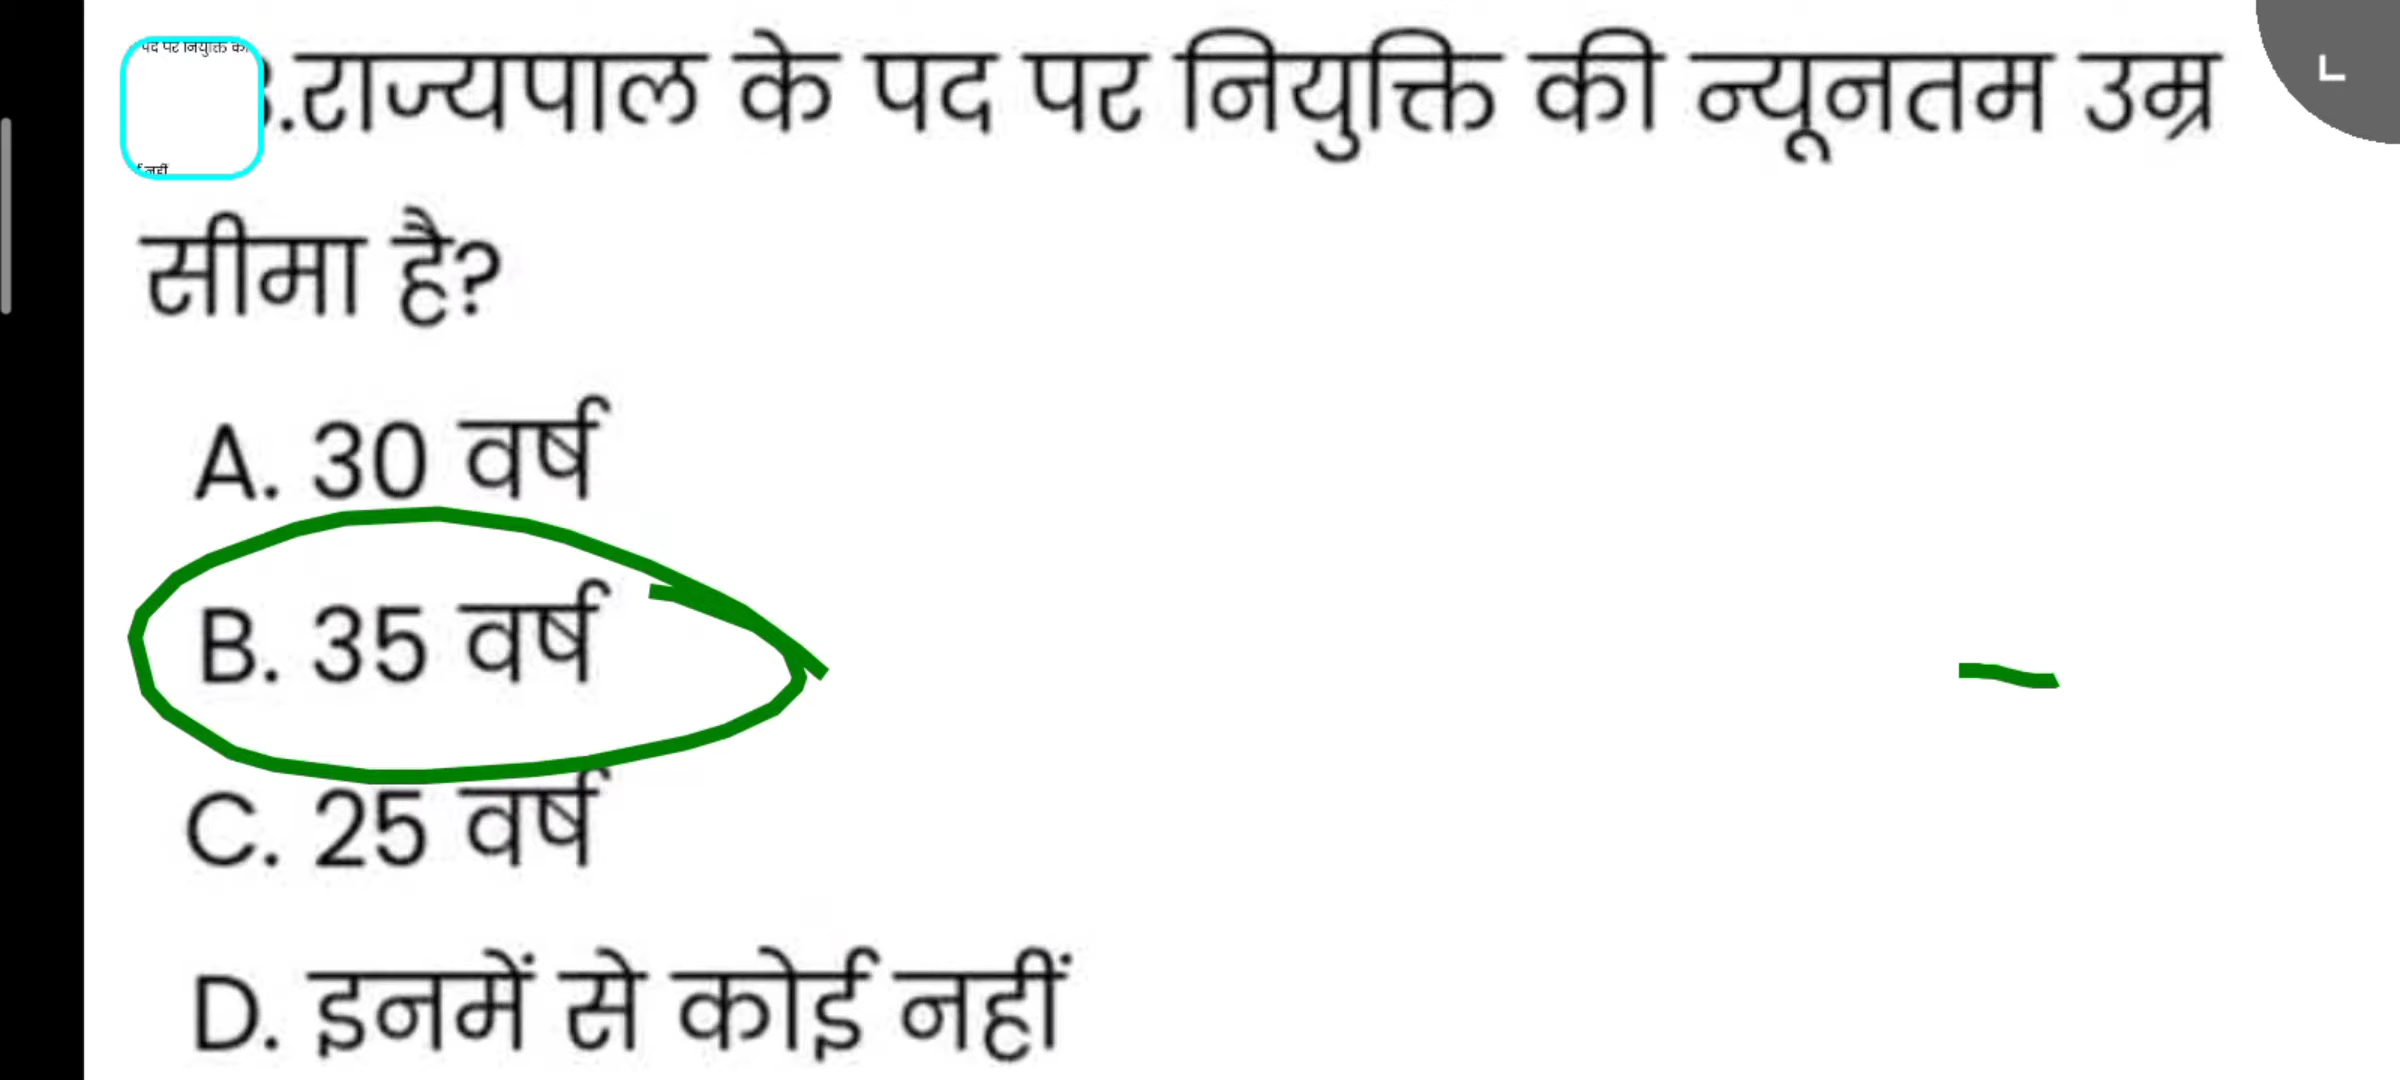 .राज्यपाल के पद पर नियुक्ति की न्यूनतम उम्र
सीमा है?
A. 30 वर्ष
B. 35 वर्ष
C. 25 वर्ष
D. इनमें से कोई नहीं